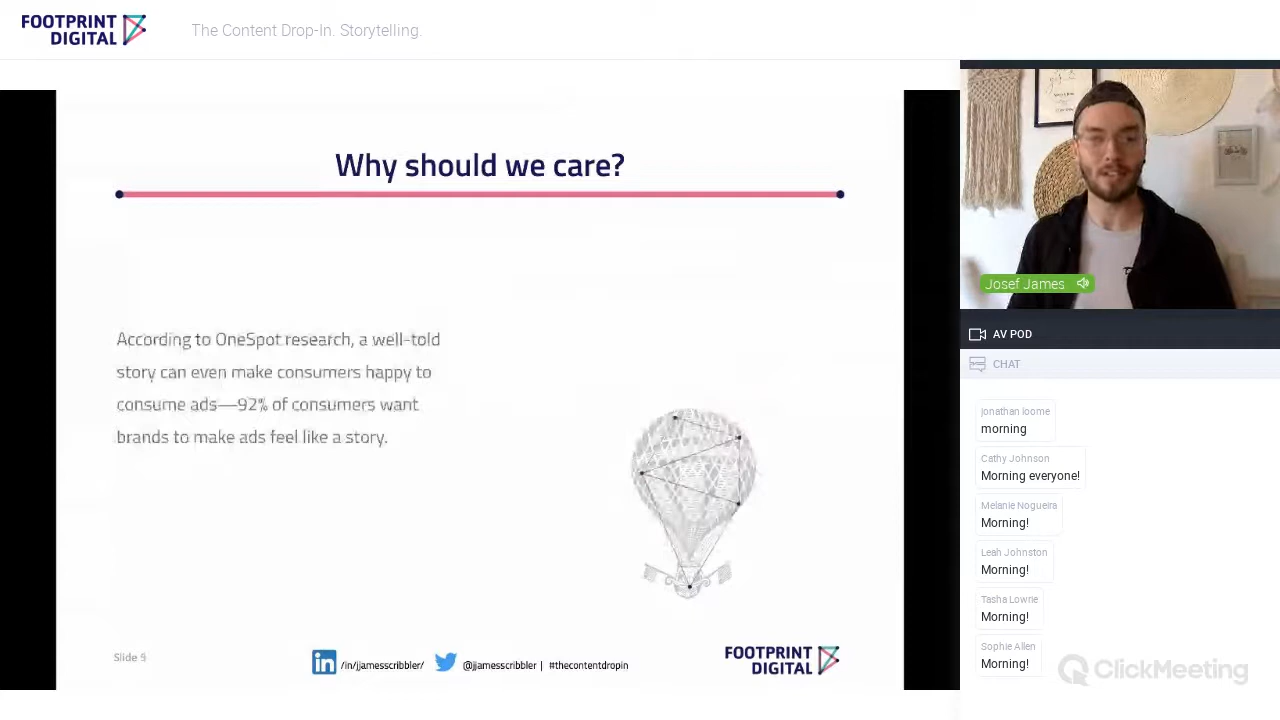 FOOTPRINT
DIGITAL
The Content Drop-In. Storytelling.
Why should we care?
According to OneSpot research, a well-told
story can even make consumers happy to
consume ads—92% of consumers want
brands to make ads feel like a story.
Slide 9
/in/jjamesscribbler/
@jjamesscribbler | #thecontentdropin
FOOTPRINT
DIGITAL
Josef James
AV POD
CHAT
jonathan loome
morning
Cathy Johnson
Morning everyone!
Melanie Nogueira
Morning!
Leah Johnston
Morning!
Tasha Lowrie
Morning!
Sophie Allen
Morning!
ClickMeeting